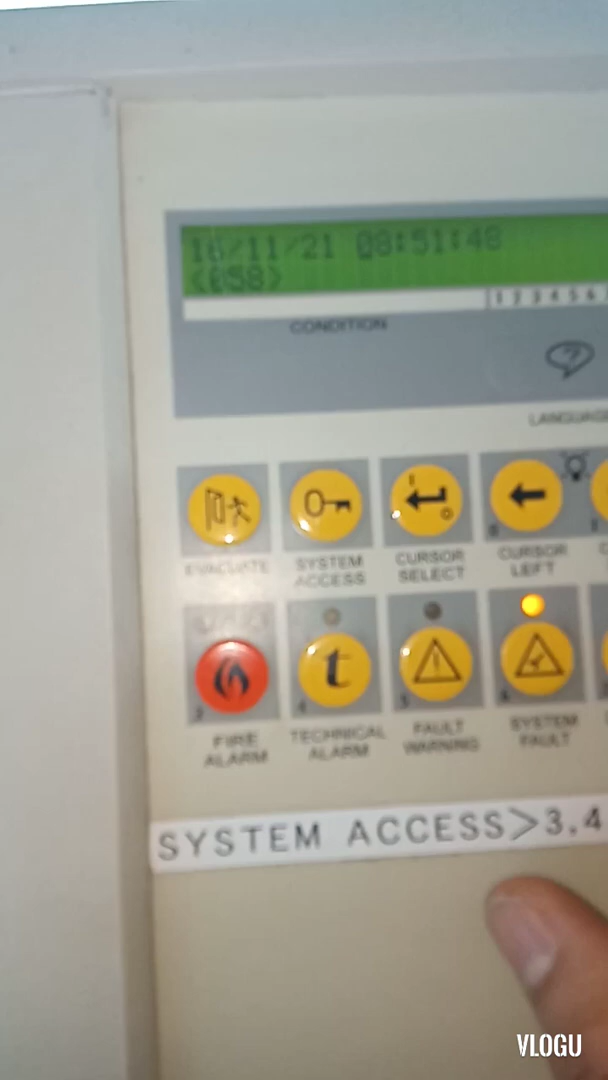 16/11/21 08:51:48
<058>
1 2 3 4 5 6
CONDITION
?
LANGUAG
EVACUATE
SYSTEM
ACCESS
CURSOR
SELECT
CURSOR
LEFT
t
FIRE
ALARM
TECHNICAL
ALARM
FAULT
WARNING
SYSTEM
FAULT
SYSTEM ACCESS>3.4
VLOGU